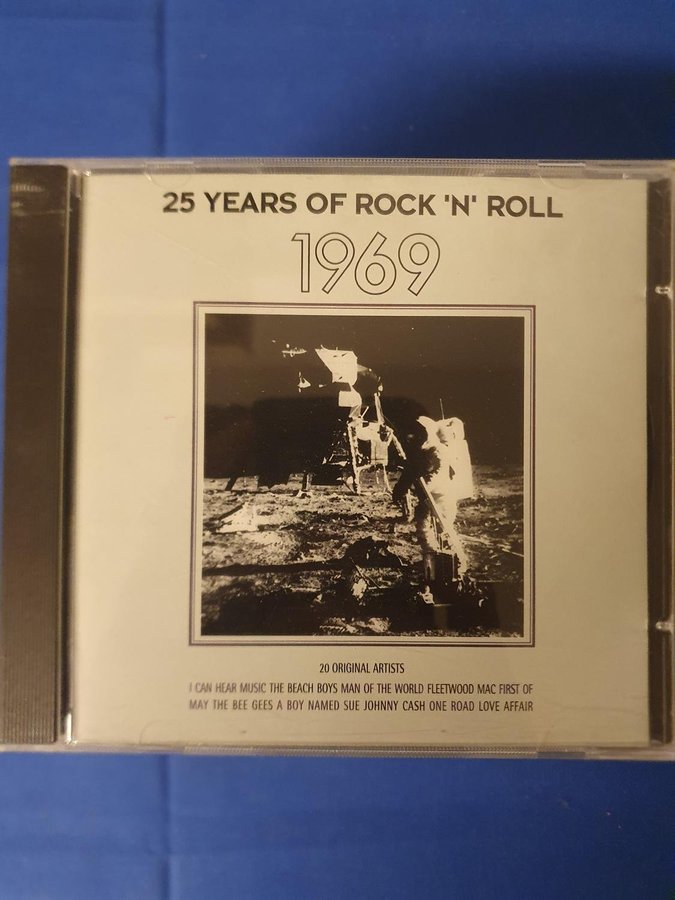 25 YEARS OF ROCK 'N' ROLL
1969
20 ORIGINAL ARTISTS
I CAN HEAR MUSIC THE BEACH BOYS MAN OF THE WORLD FLEETWOOD MAC FIRST OF
MAY THE BEE GEES A BOY NAMED SUE JOHNNY CASH ONE ROAD LOVE AFFAIR